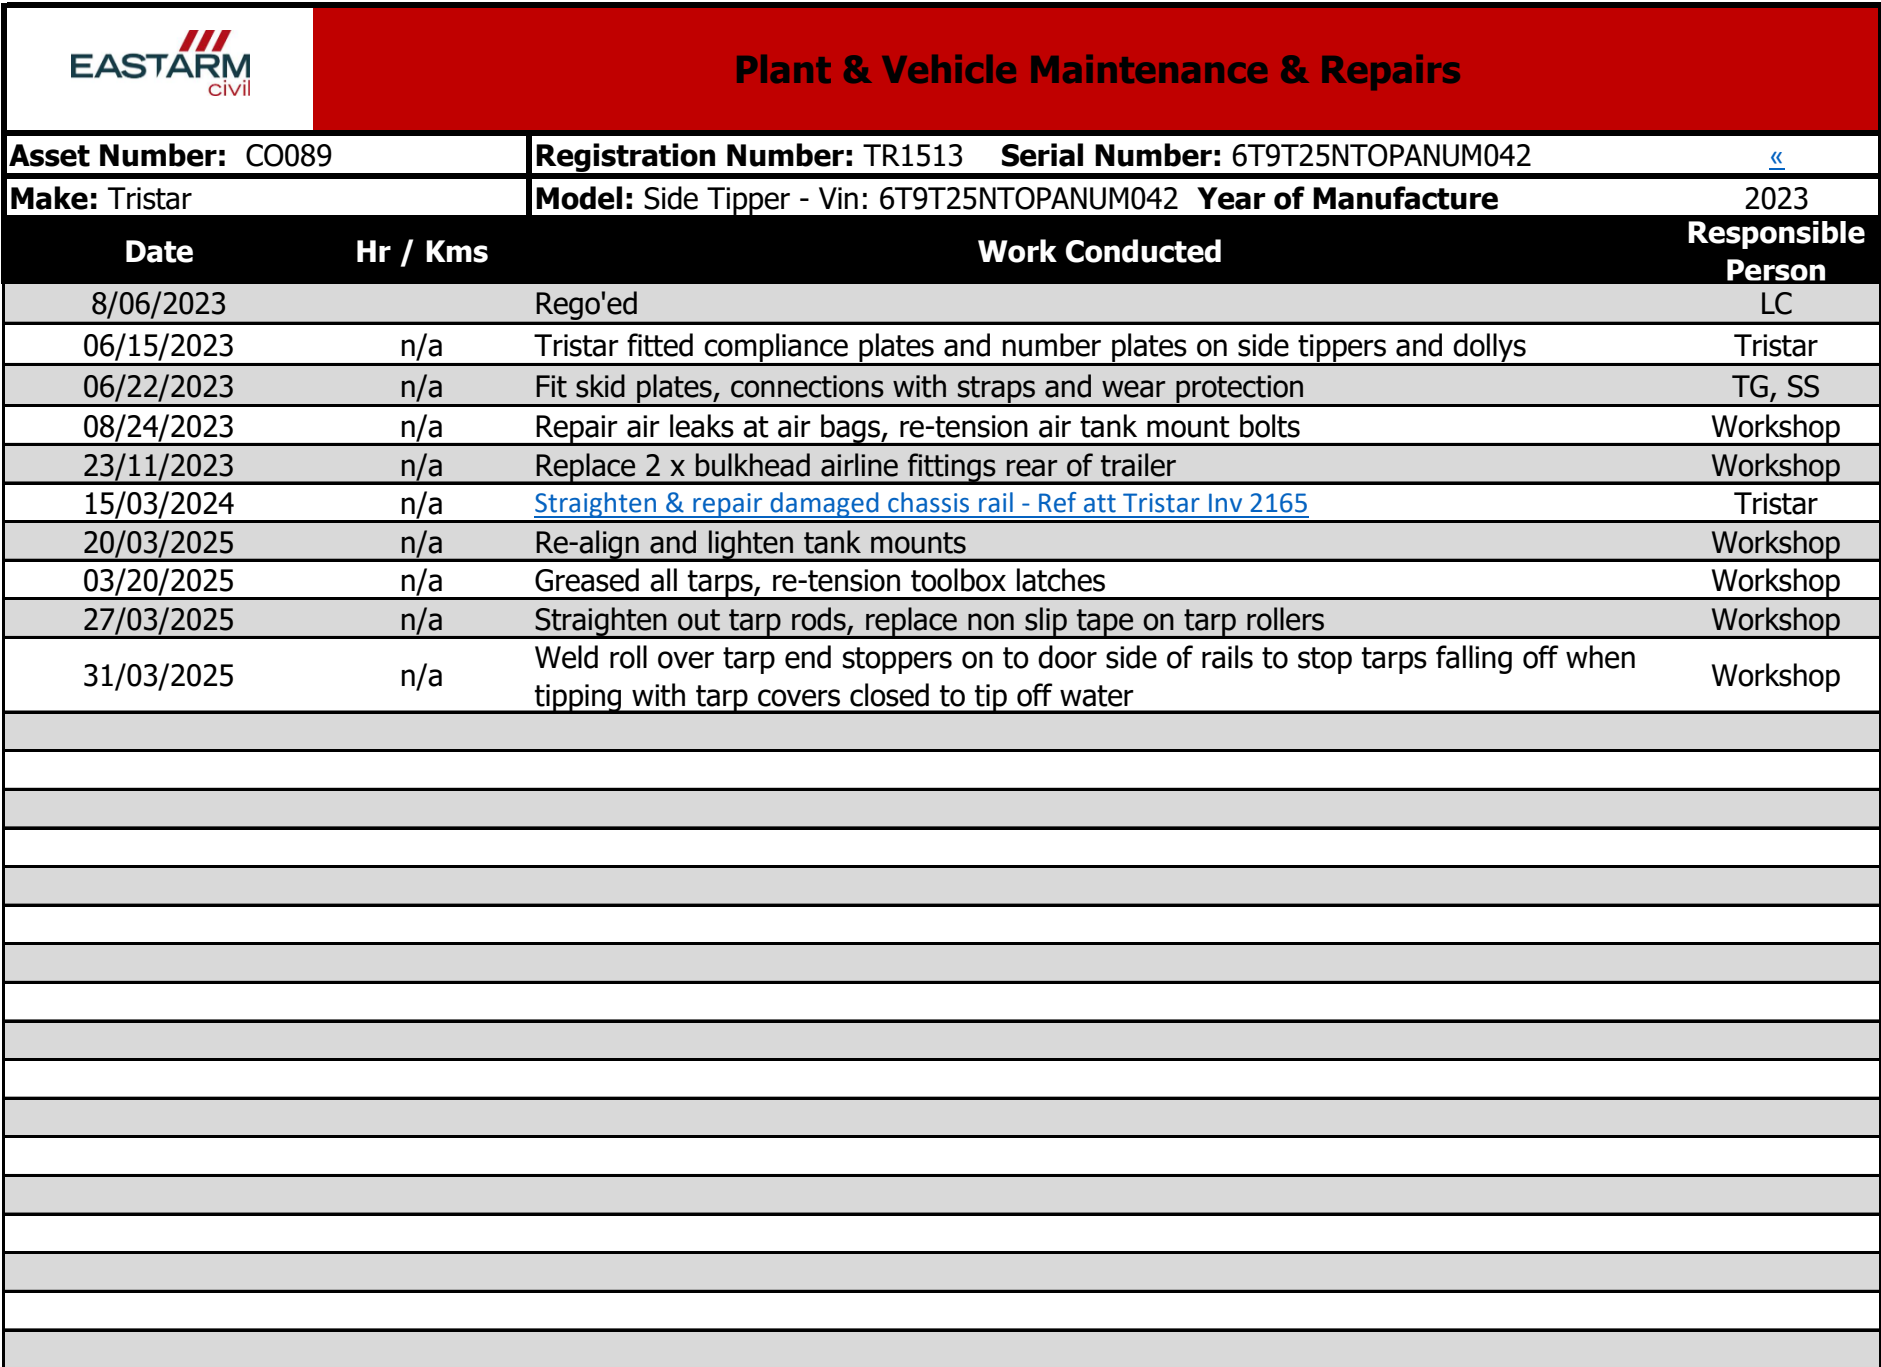 EASTARM
civil
Plant & Vehicle Maintenance & Repairs
Asset Number: CO089 Registration Number: TR1513 Serial Number: 6T9T25NTOPANUM042 «
Make: Tristar Model: Side Tipper - Vin: 6T9T25NTOPANUM042 Year of Manufacture 2023
Date Hr / Kms Work Conducted Responsible Person
8/06/2023 Rego'ed LC
06/15/2023 n/a Tristar fitted compliance plates and number plates on side tippers and dollys Tristar
06/22/2023 n/a Fit skid plates, connections with straps and wear protection TG, SS
08/24/2023 n/a Repair air leaks at air bags, re-tension air tank mount bolts Workshop
23/11/2023 n/a Replace 2 x bulkhead airline fittings rear of trailer Workshop
15/03/2024 n/a Straighten & repair damaged chassis rail - Ref att Tristar Inv 2165 Tristar
20/03/2025 n/a Re-align and lighten tank mounts Workshop
03/20/2025 n/a Greased all tarps, re-tension toolbox latches Workshop
27/03/2025 n/a Straighten out tarp rods, replace non slip tape on tarp rollers Workshop
31/03/2025 n/a Weld roll over tarp end stoppers on to door side of rails to stop tarps falling off when
tipping with tarp covers closed to tip off water Workshop